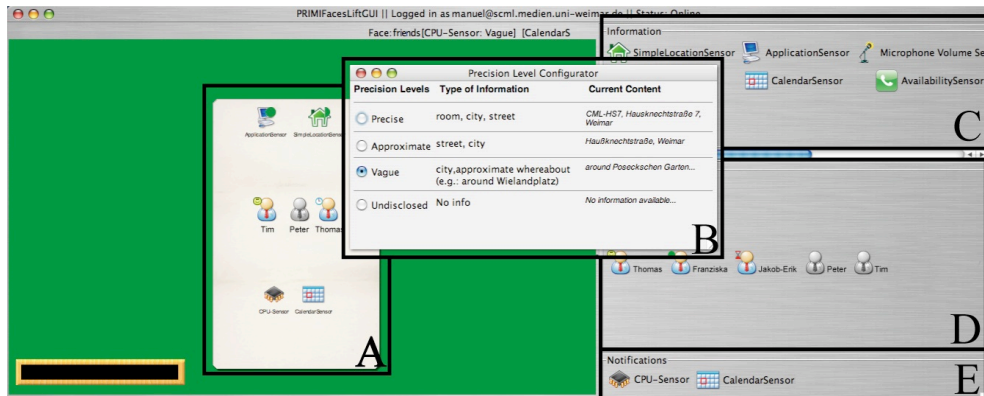 PRIMIFacesLiftGUI || Logged in as manuel@scml.medien.uni-weimar.de || Status: Online
Face: friends[CPU-Sensor: Vague] [CalendarS
ApplicationSensor SimpleLocationSensor
Tim Peter Thomas
CPU-Sensor CalendarSensor
A
Precision Level Configurator
Precision Levels Type of Information Current Content
Precise room, city, street CML-HS7, Hausknechtstraße 7,
Weimar
Approximate street, city Haußknechtstraße, Weimar
Vague city,approximate whereabout around Poseckschen Garten...
(e.g.: around Wielandplatz)
Undisclosed No info No information available...
B
Information
SimpleLocationSensor ApplicationSensor Microphone Volume Se
CalendarSensor AvailabilitySensor
C
Thomas Franziska Jakob-Erik Peter Tim
D
Notifications
CPU-Sensor CalendarSensor
E